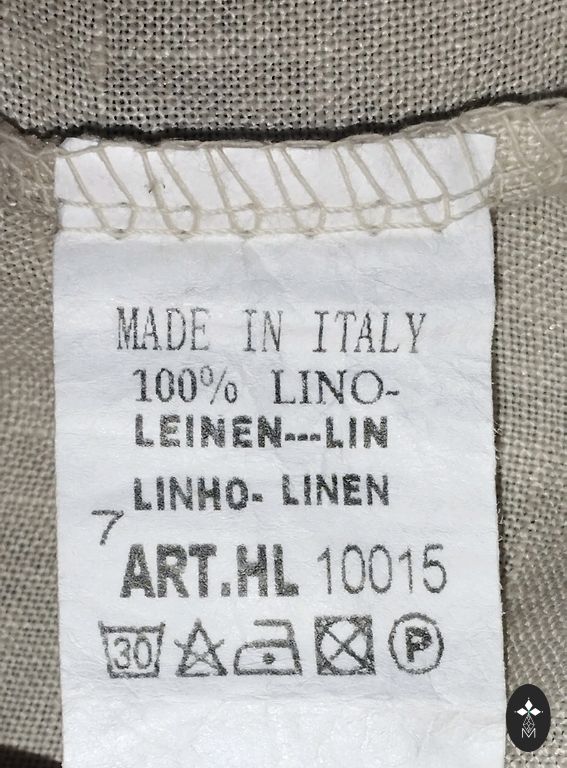 MADE IN ITALY
100% LINO-
LEINEN---LIN
LINHO- LINEN
7
ART.HL 10015
30 P
M